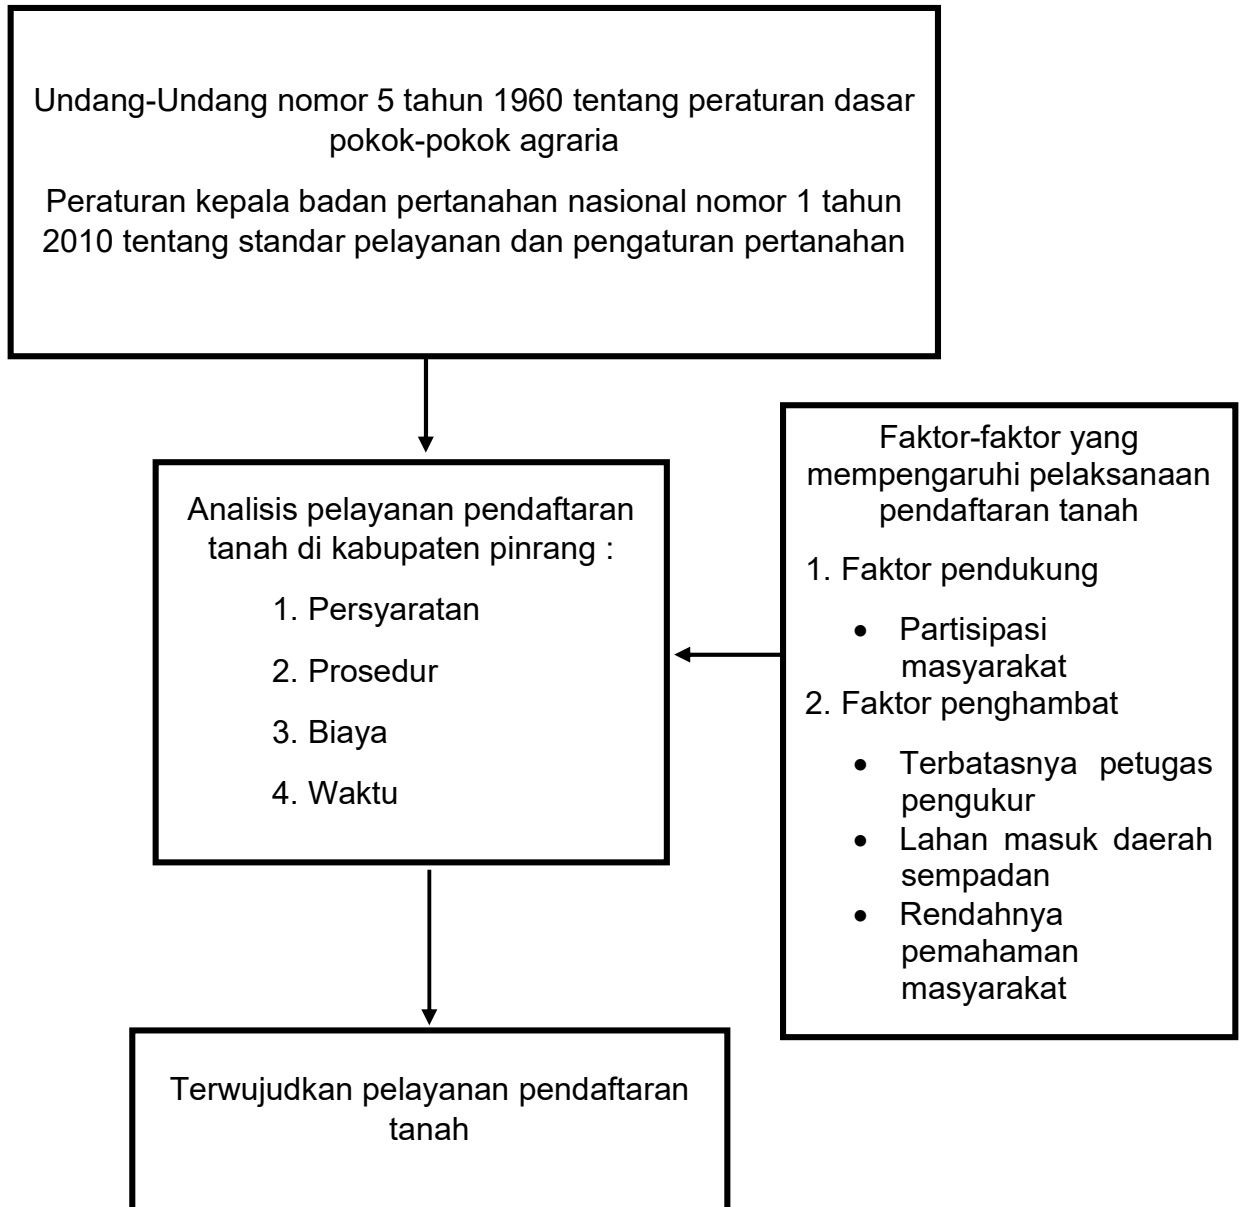 Undang-Undang nomor 5 tahun 1960 tentang peraturan dasar
pokok-pokok agraria
Peraturan kepala badan pertanahan nasional nomor 1 tahun
2010 tentang standar pelayanan dan pengaturan pertanahan
Analisis pelayanan pendaftaran
tanah di kabupaten pinrang :
1. Persyaratan
2. Prosedur
3. Biaya
4. Waktu
Faktor-faktor yang
mempengaruhi pelaksanaan
pendaftaran tanah
1. Faktor pendukung
• Partisipasi
masyarakat
2. Faktor penghambat
• Terbatasnya petugas
pengukur
• Lahan masuk daerah
sempadan
• Rendahnya
pemahaman
masyarakat
Terwujudkan pelayanan pendaftaran
tanah